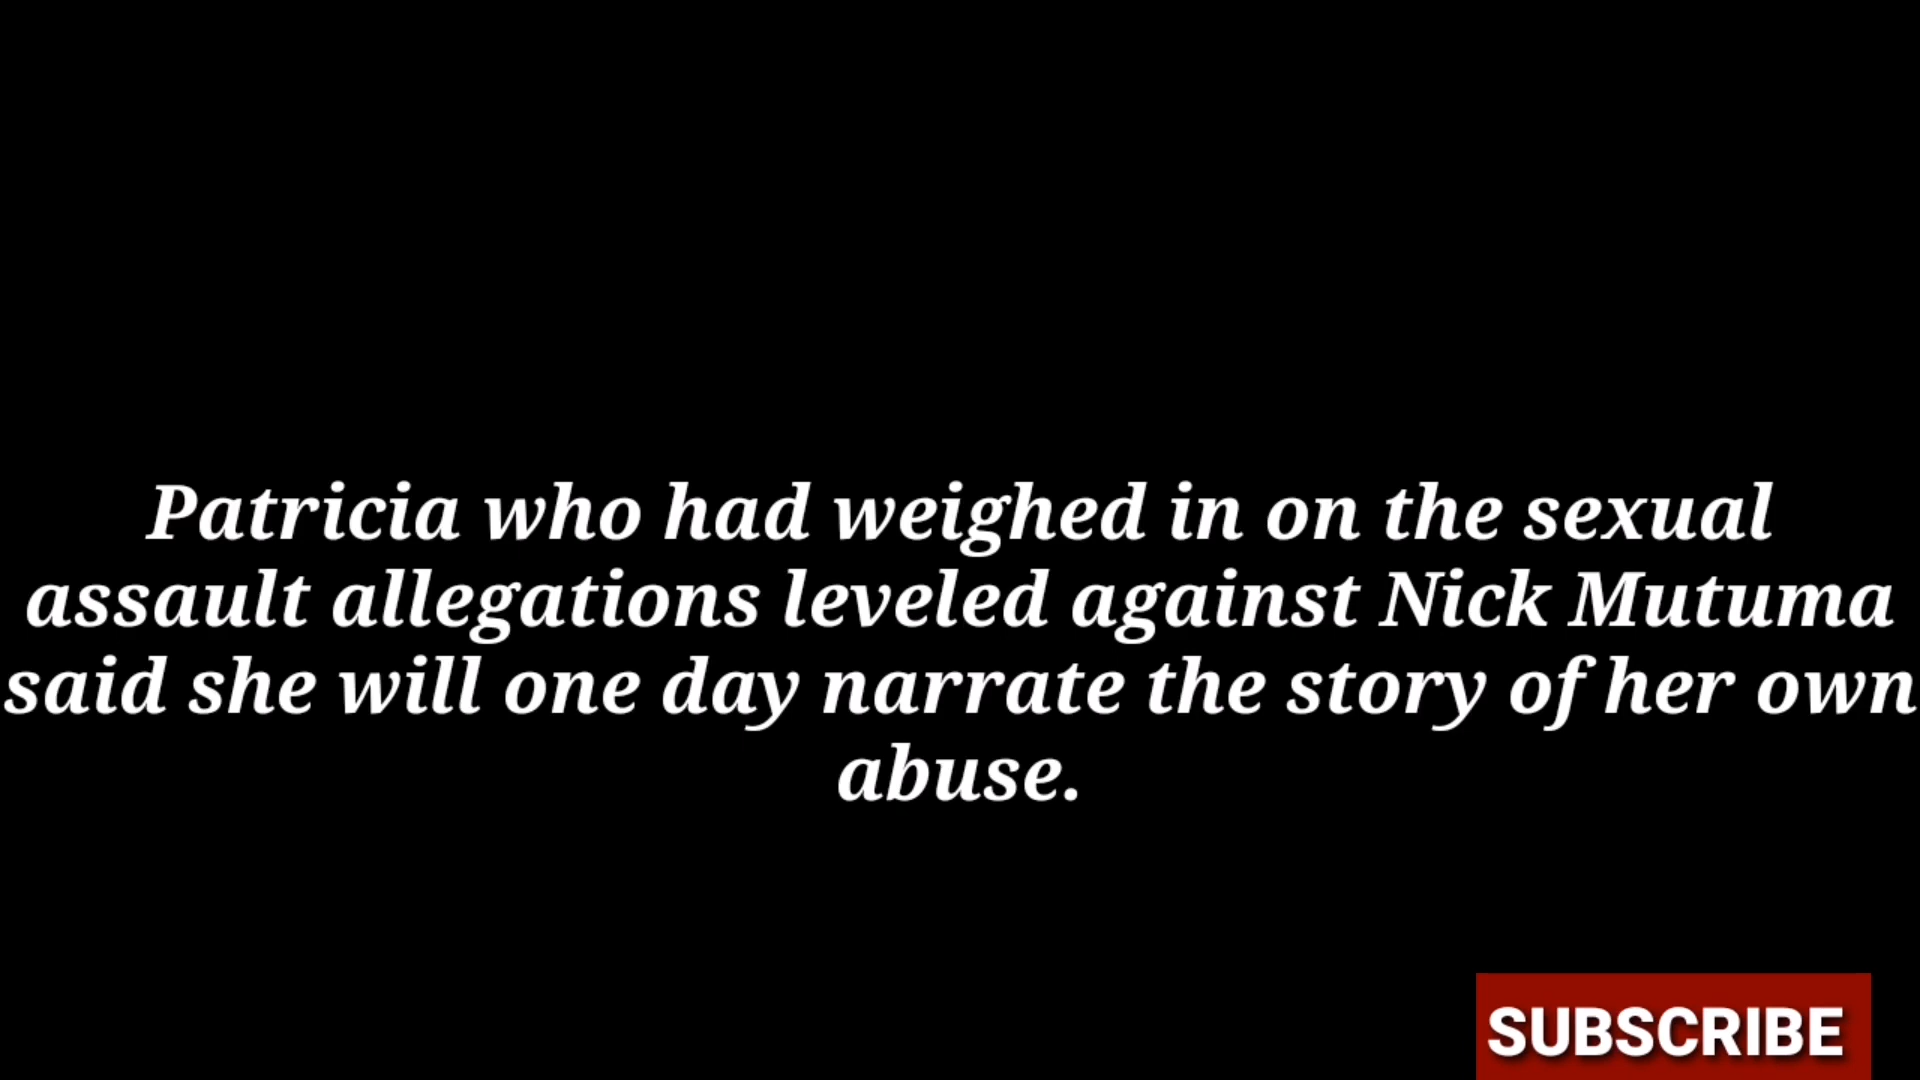 Patricia who had weighed in on the sexual
assault allegations leveled against Nick Mutuma
said she will one day narrate the story of her own
abuse.
SUBSCRIBE